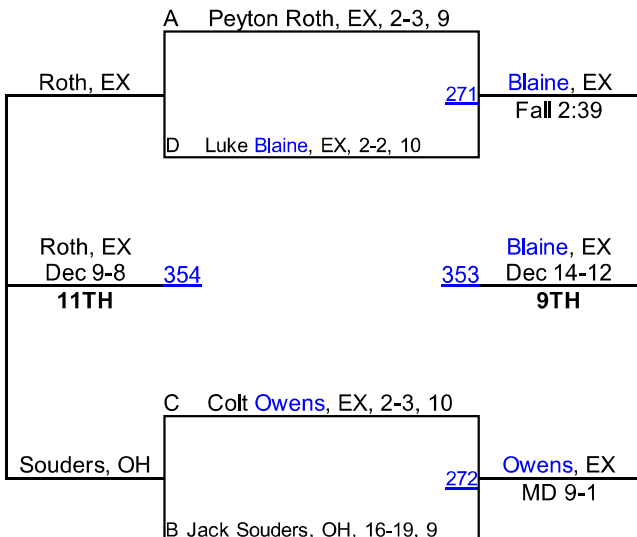 A Peyton Roth, EX, 2-3, 9
Roth, EX
271
Blaine, EX
Fall 2:39
D Luke Blaine, EX, 2-2, 10
Roth, EX
Dec 9-8
11TH
354
353
Blaine, EX
Dec 14-12
9TH
C Colt Owens, EX, 2-3, 10
Souders, OH
272
Owens, EX
MD 9-1
B Jack Souders, OH, 16-19, 9